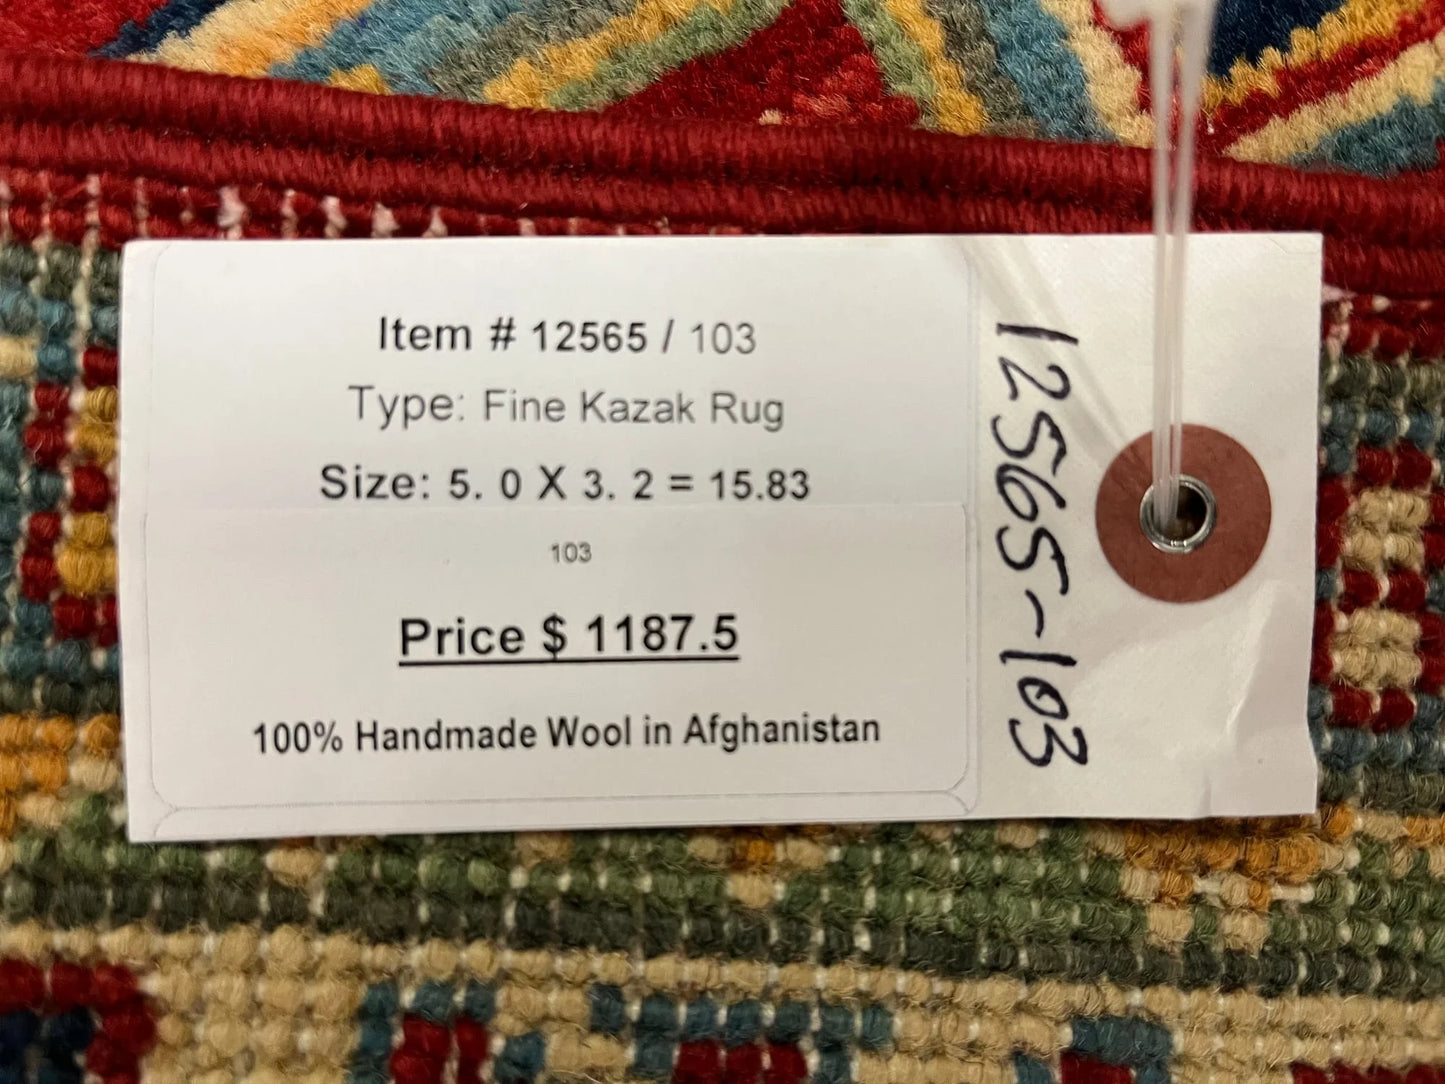 Item # 12565 / 103
Type: Fine Kazak Rug
Size: 5. 0 X 3. 2 = 15.83
103
Price $ 1187.5
100% Handmade Wool in Afghanistan
12565-103